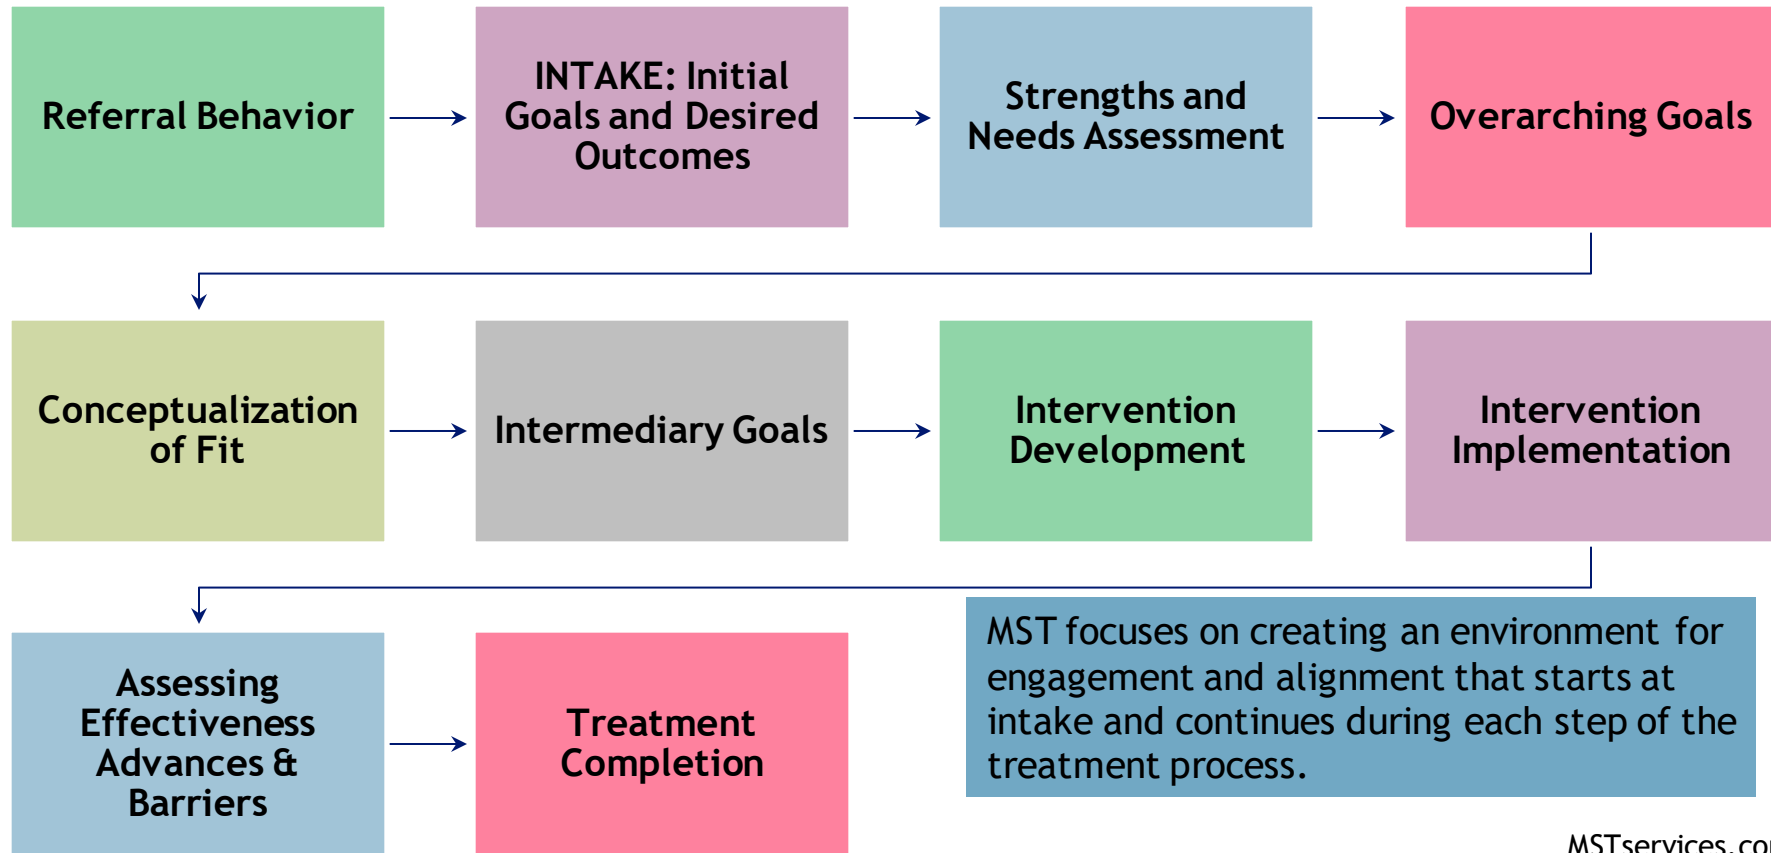 Referral Behavior
INTAKE: Initial
Goals and Desired
Outcomes
Strengths and
Needs Assessment
Overarching Goals
Conceptualization
of Fit
Intermediary Goals
Intervention
Development
Intervention
Implementation
Assessing
Effectiveness
Advances &
Barriers
Treatment
Completion
MST focuses on creating an environment for
engagement and alignment that starts at
intake and continues during each step of the
treatment process.